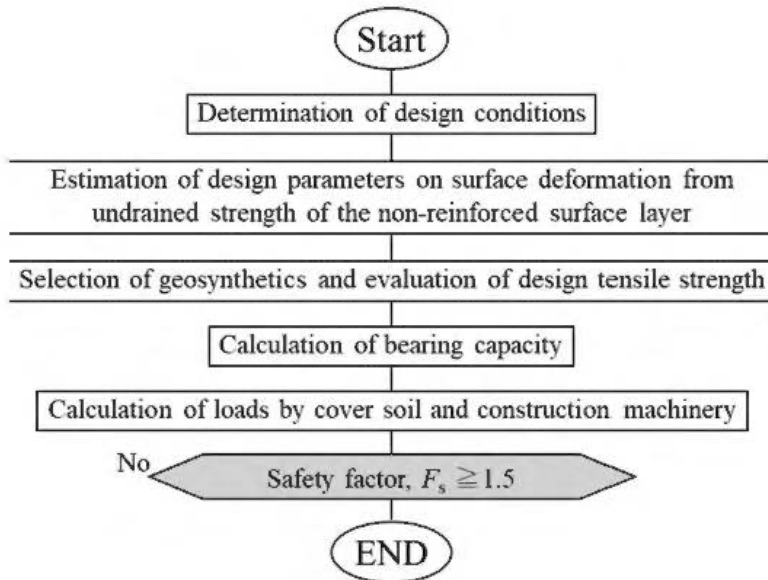 Start
Determination of design conditions
Estimation of design parameters on surface deformation from
undrained strength of the non-reinforced surface layer
Selection of geosynthetics and evaluation of design tensile strength
Calculation of bearing capacity
Calculation of loads by cover soil and construction machinery
No
Safety factor, Fₛ ≧ 1.5
END